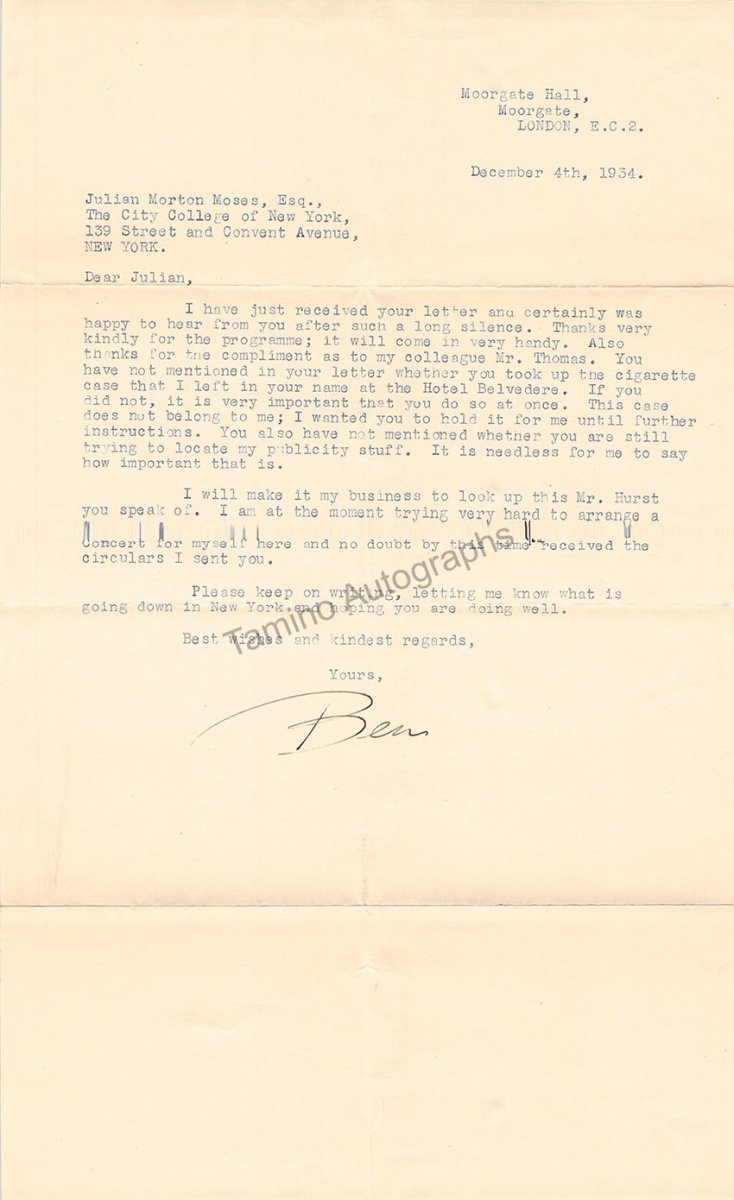 Moorgate Hall,
Moorgate,
LONDON, E.C.2.
December 4th, 1934.
Julian Morton Moses, Esq.,
The City College of New York,
139 Street and Convent Avenue,
NEW YORK.
Dear Julian,
I have just received your letter and certainly was
happy to hear from you after such a long silence. Thanks very
kindly for the programme; it will come in very handy. Also
thanks for the compliment as to my colleague Mr. Thomas. You
have not mentioned in your letter whether you took up the cigarette
case that I left in your name at the Hotel Belvedere. If you
did not, it is very important that you do so at once. This case
does not belong to me; I wanted you to hold it for me until further
instructions. You also have not mentioned whether you are still
trying to locate my publicity stuff. It is needless for me to say
how important that is.
I will make it my business to look up this Mr. Hurst
you speak of. I am at the moment trying very hard to arrange a
Concert for myself here and no doubt by this time received the
circulars I sent you.
Please keep on writing, letting me know what is
going down in New York and hoping you are doing well.
Best wishes and kindest regards,
Yours,
Ben
Tamino Autographs